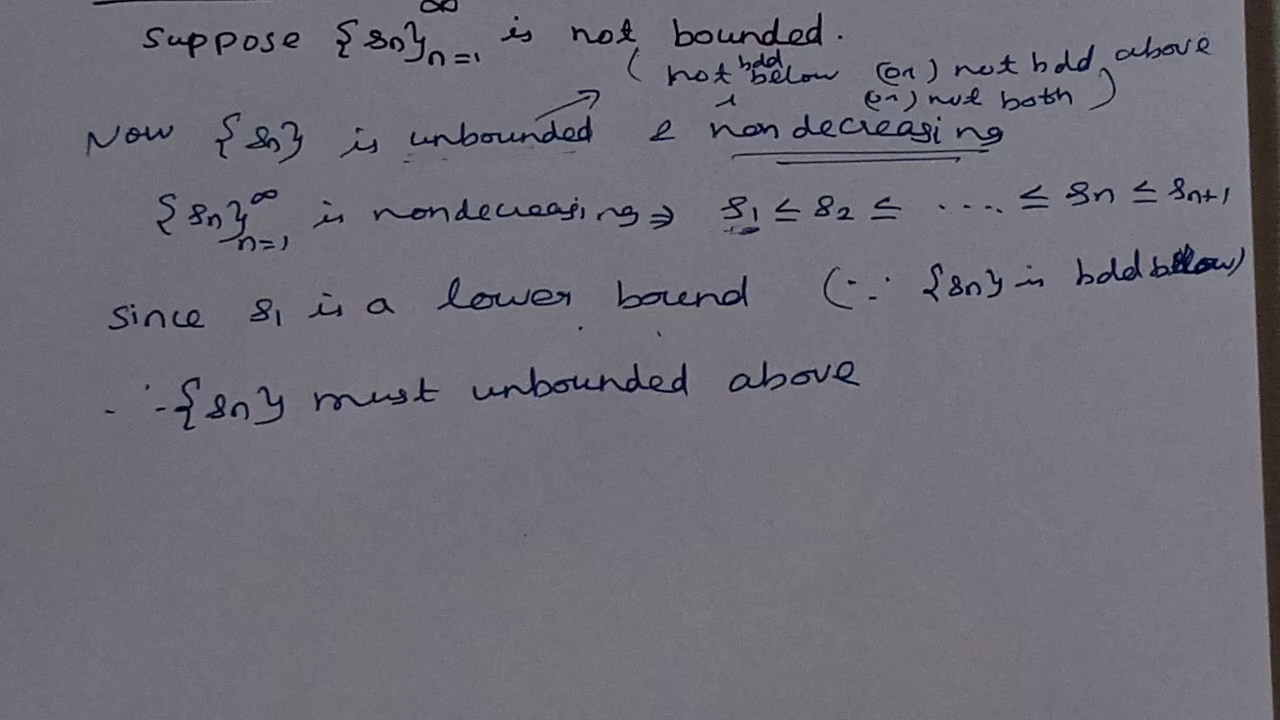 Suppose {sn}∞n=1 is not bounded.
(not bdd below (or) not bdd above
(or) not both)
Now {sn} is unbounded & nondecreasing
{sn}∞n=1 is nondecreasing ⇒ s1 ≤ s2 ≤ .... ≤ sn ≤ sn+1
since s1 is a lower bound (∵ {sn} is bdd below)
∴ {sn} must unbounded above